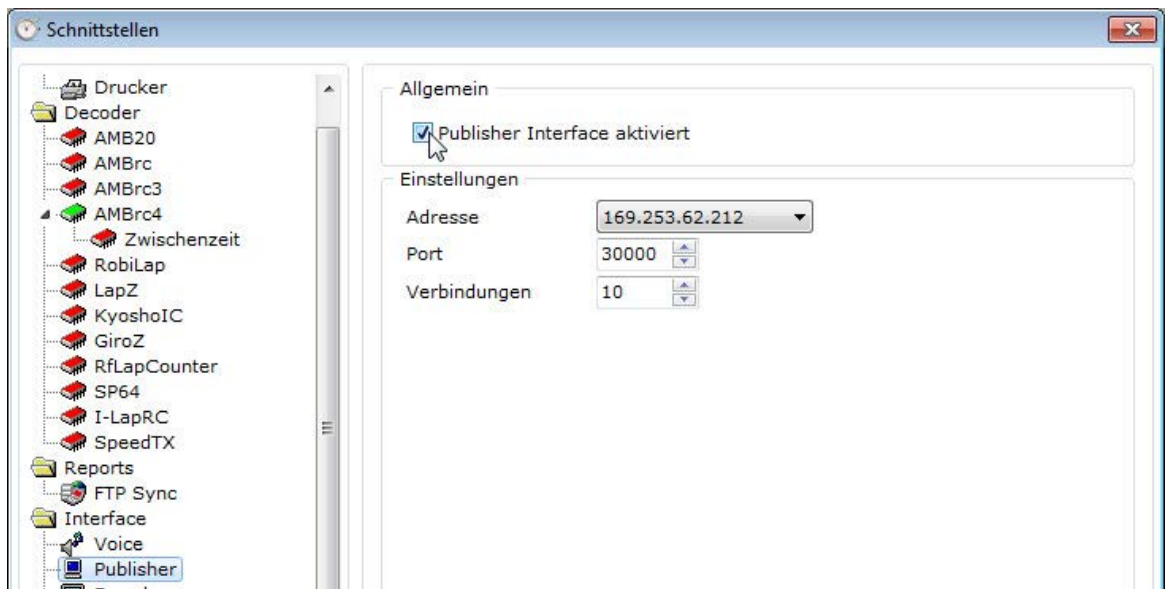 Schnittstellen
Drucker
Decoder
AMB20
AMBrc
AMBrc3
AMBrc4
Zwischenzeit
RobiLap
LapZ
KyoshoIC
GiroZ
RfLapCounter
SP64
I-LapRC
SpeedTX
Reports
FTP Sync
Interface
Voice
Publisher
Allgemein
Publisher Interface aktiviert
Einstellungen
Adresse 169.253.62.212
Port 30000
Verbindungen 10